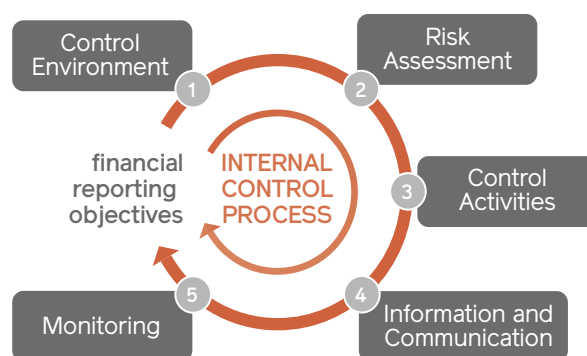 Control
Environment
1
Risk
Assessment
2
financial
reporting
objectives
INTERNAL
CONTROL
PROCESS
3
Control
Activities
5
Monitoring
4
Information and
Communication